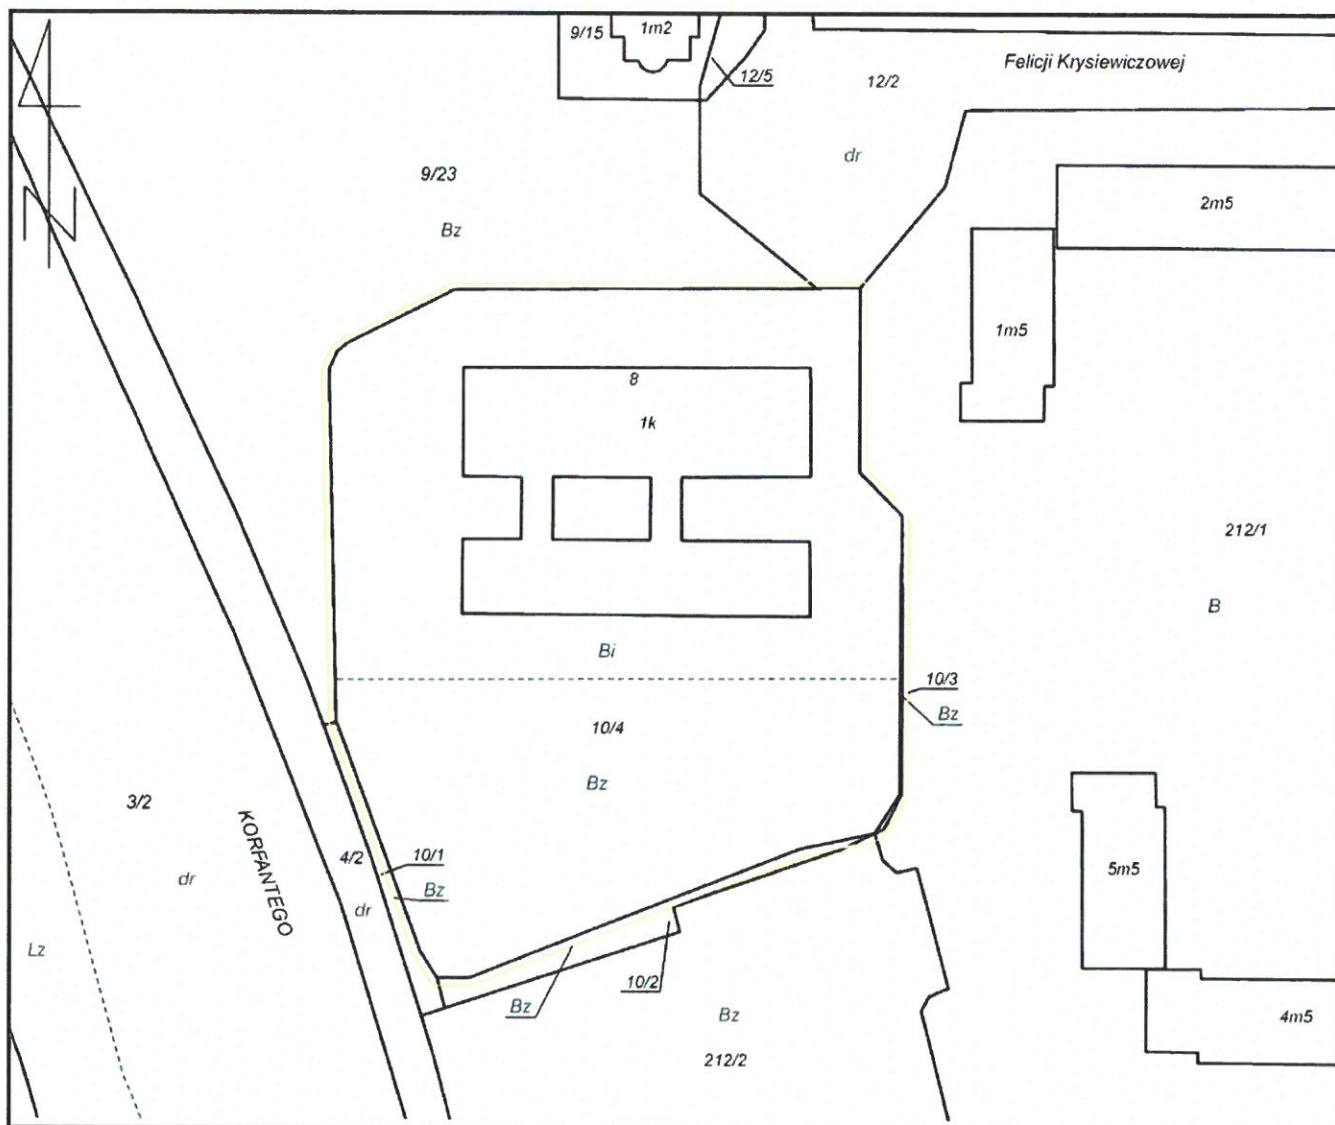 9/15
1m2
12/5
12/2
Felicji Krysiewiczowej
dr
9/23
Bz
2m5
1m5
8
1k
212/1
B
Bi
10/3
Bz
10/4
Bz
3/2
KORFANTEGO
4/2
10/1
Bz
dr
dr
5m5
Lz
10/2
Bz
Bz
4m5
212/2
N